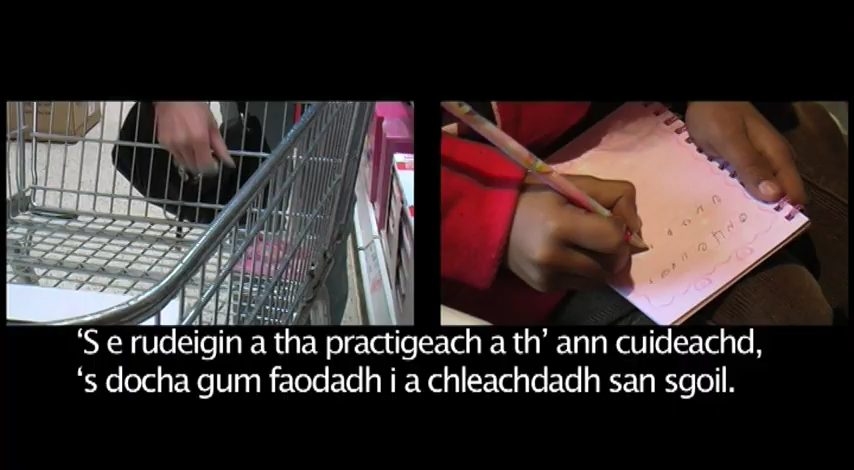 ‘S e rudeigin a tha practigeach a th’ ann cuideachd,
‘s docha gum faodadh i a chleachdadh san sgoil.